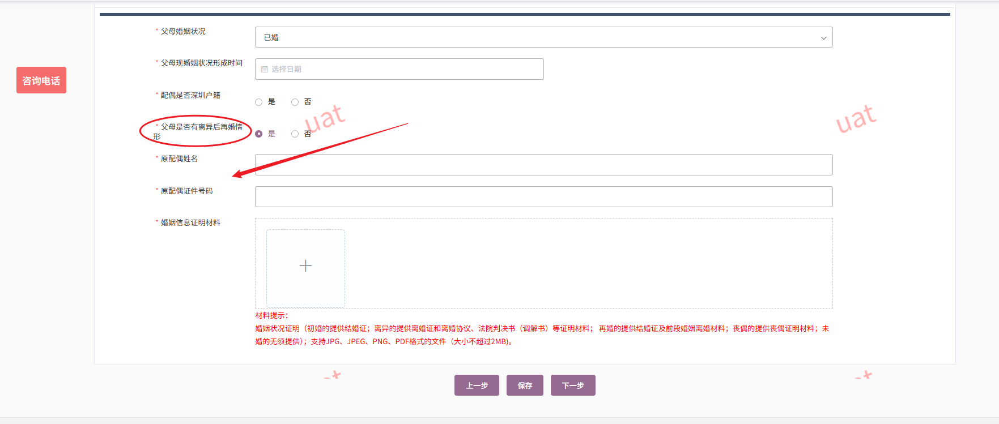 * 父母婚姻状况
已婚
* 父母现婚姻状况形成时间
选择日期
咨询电话
* 配偶是否深圳户籍
是
否
uat
uat
* 父母是否有离异后再婚情
形
是
否
* 原配偶姓名
* 原配偶证件号码
* 婚姻信息证明材料
材料提示：
婚姻状况证明（初婚的提供结婚证；离异的提供离婚证和离婚协议、法院判决书（调解书）等证明材料； 再婚的提供结婚证及前段婚姻离婚材料；丧偶的提供丧偶证明材料；未
婚的无须提供）；支持JPG、JPEG、PNG、PDF格式的文件（大小不超过2MB)。
上一步
保存
下一步